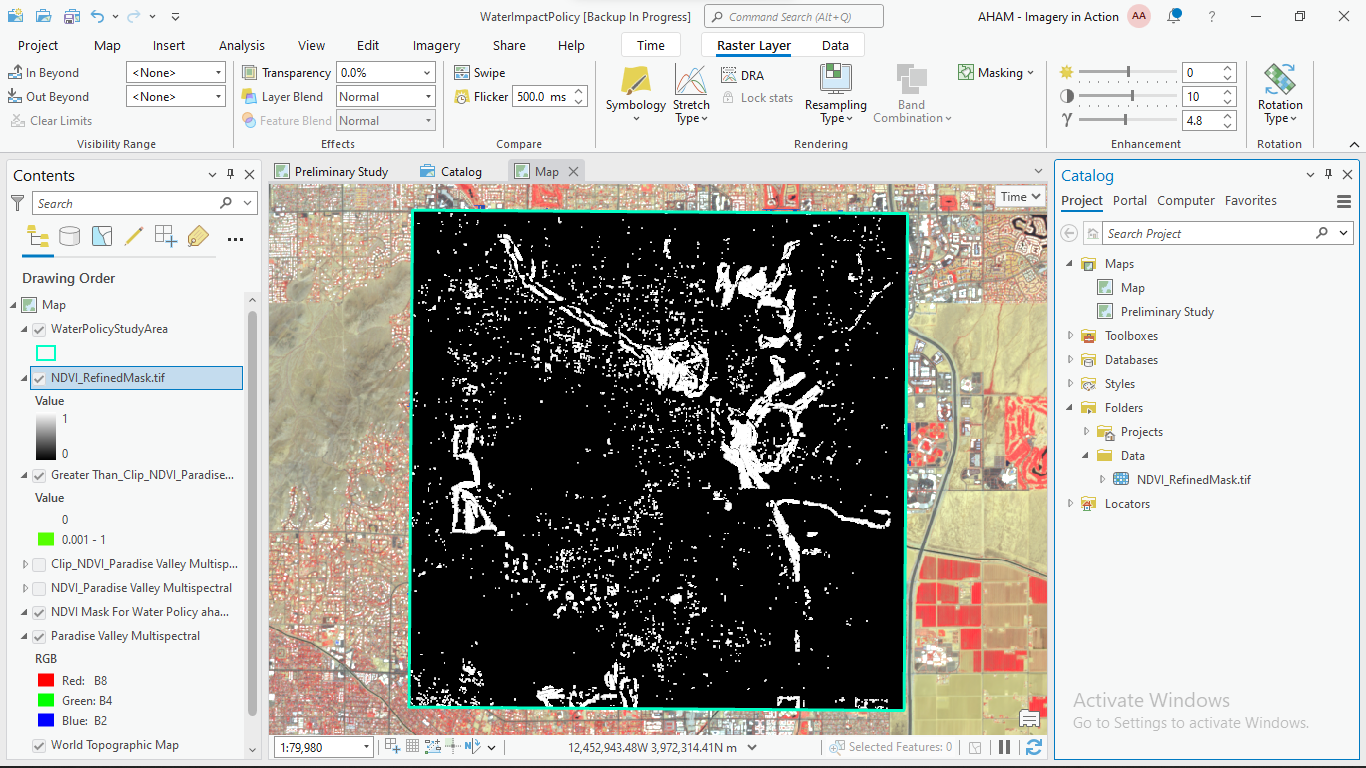 WaterImpactPolicy [Backup In Progress]
Command Search (Alt+Q)
AHAM - Imagery in Action
AA
Project Map Insert Analysis View Edit Imagery Share Help Time Raster Layer Data
In Beyond <None>
Out Beyond <None>
Clear Limits
Visibility Range
Transparency 0.0%
Layer Blend Normal
Feature Blend Normal
Effects
Swipe
Flicker 500.0 ms
Compare
Symbology
Stretch
Type
DRA
Lock stats
Resampling
Type
Band
Combination
Masking
Rendering
0
10
γ 4.8
Enhancement
Rotation
Type
Rotation
Contents
Search
Drawing Order
Map
WaterPolicyStudyArea
NDVI_RefinedMask.tif
Value
1
0
Greater Than_Clip_NDVI_Paradise...
Value
0
0.001 - 1
Clip_NDVI_Paradise Valley Multisp...
NDVI_Paradise Valley Multispectral
NDVI Mask For Water Policy aha...
Paradise Valley Multispectral
RGB
Red: B8
Green: B4
Blue: B2
World Topographic Map
Preliminary Study Catalog Map
Time
1:79,980
12,452,943.48W 3,972,314.41N m
Selected Features: 0
Catalog
Project Portal Computer Favorites
Search Project
Maps
Map
Preliminary Study
Toolboxes
Databases
Styles
Folders
Projects
Data
NDVI_RefinedMask.tif
Locators
Activate Windows
Go to Settings to activate Windows.